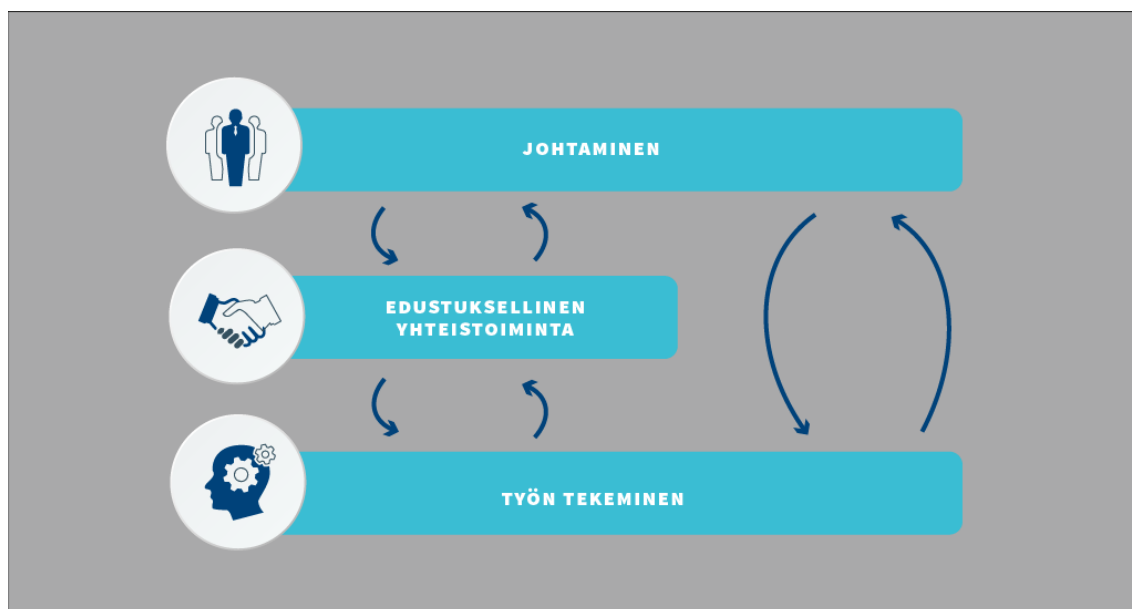 JOHTAMINEN
EDUSTUKSELLINEN
YHTEISTOIMINTA
TYÖN TEKEMINEN